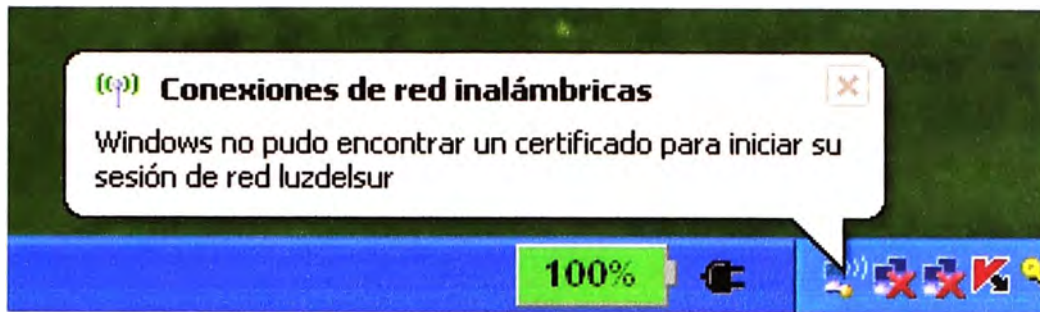 Conexiones de red inalámbricas
Windows no pudo encontrar un certificado para iniciar su
sesión de red luzdelsur
100%